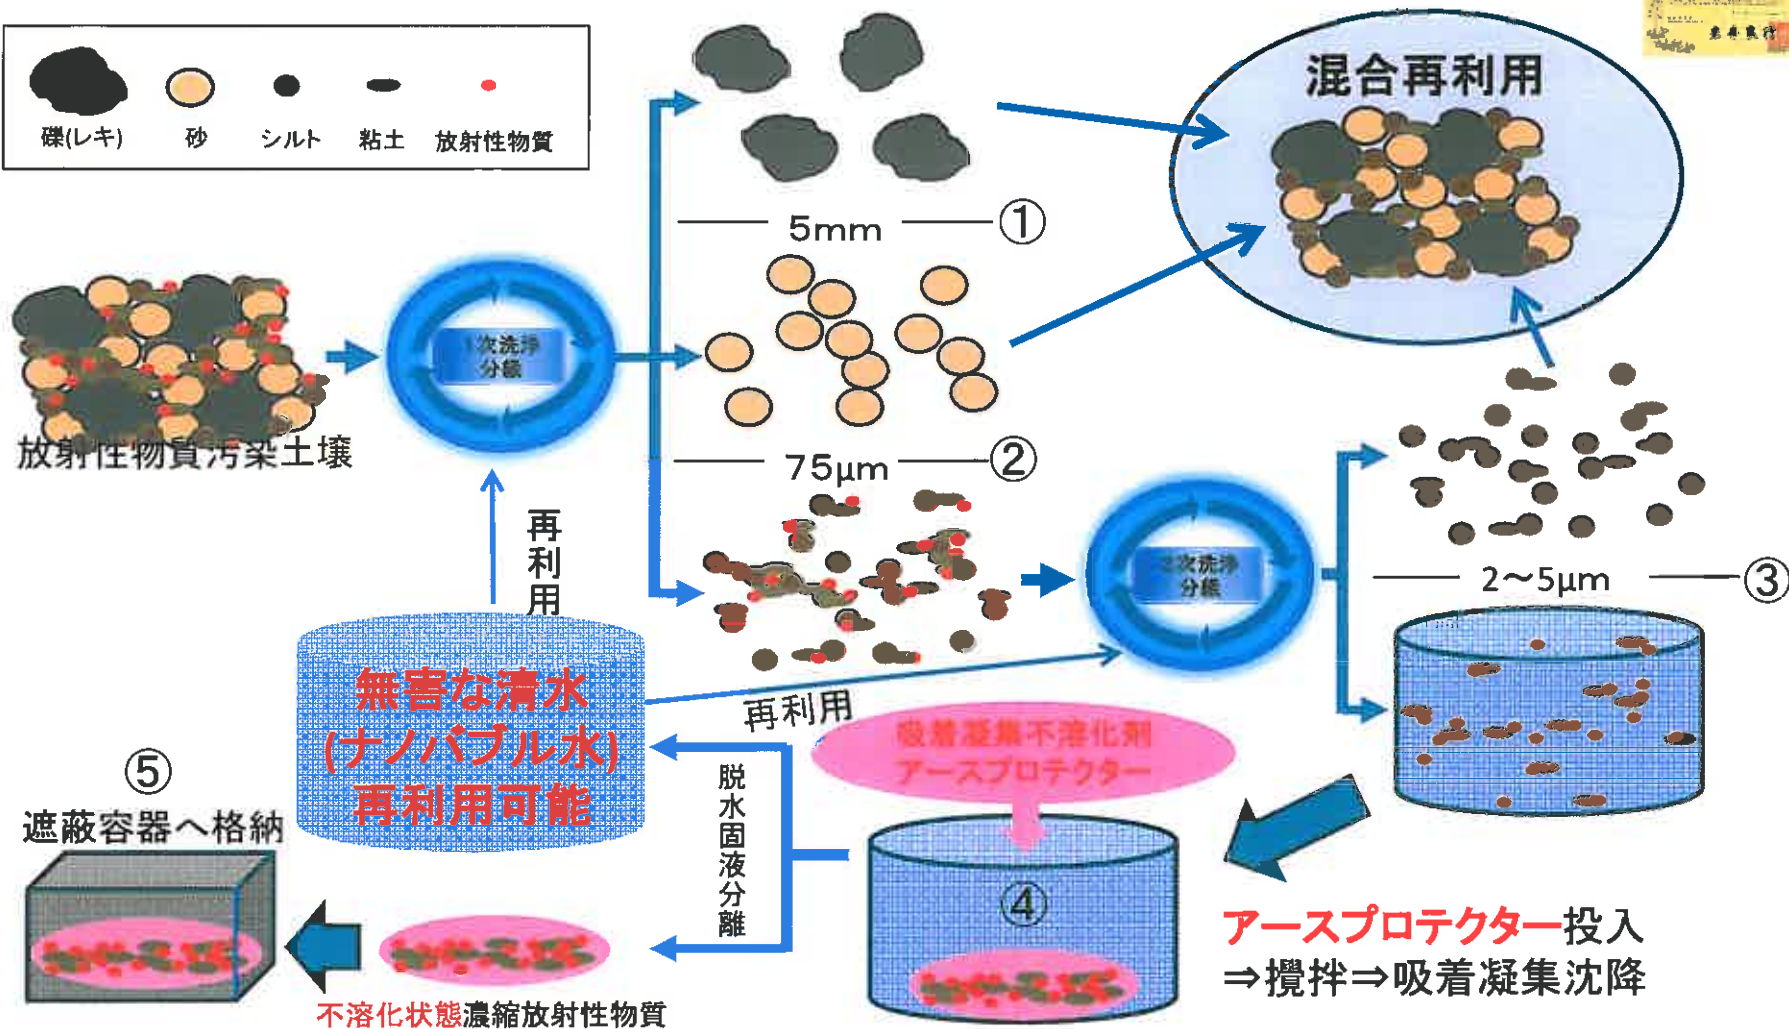 礫(レキ)
砂
シルト
粘土
放射性物質
混合再利用
5mm
①
1次洗浄
分級
放射性物質汚染土壌
75μm
②
再利用
2次洗浄
分級
2～5μm
③
無害な清水
(ナノバブル水)
再利用可能
再利用
吸着凝集不溶化剤
アースプロテクター
脱水固液分離
④
⑤
遮蔽容器へ格納
不溶化状態濃縮放射性物質
アースプロテクター投入
⇒攪拌⇒吸着凝集沈降